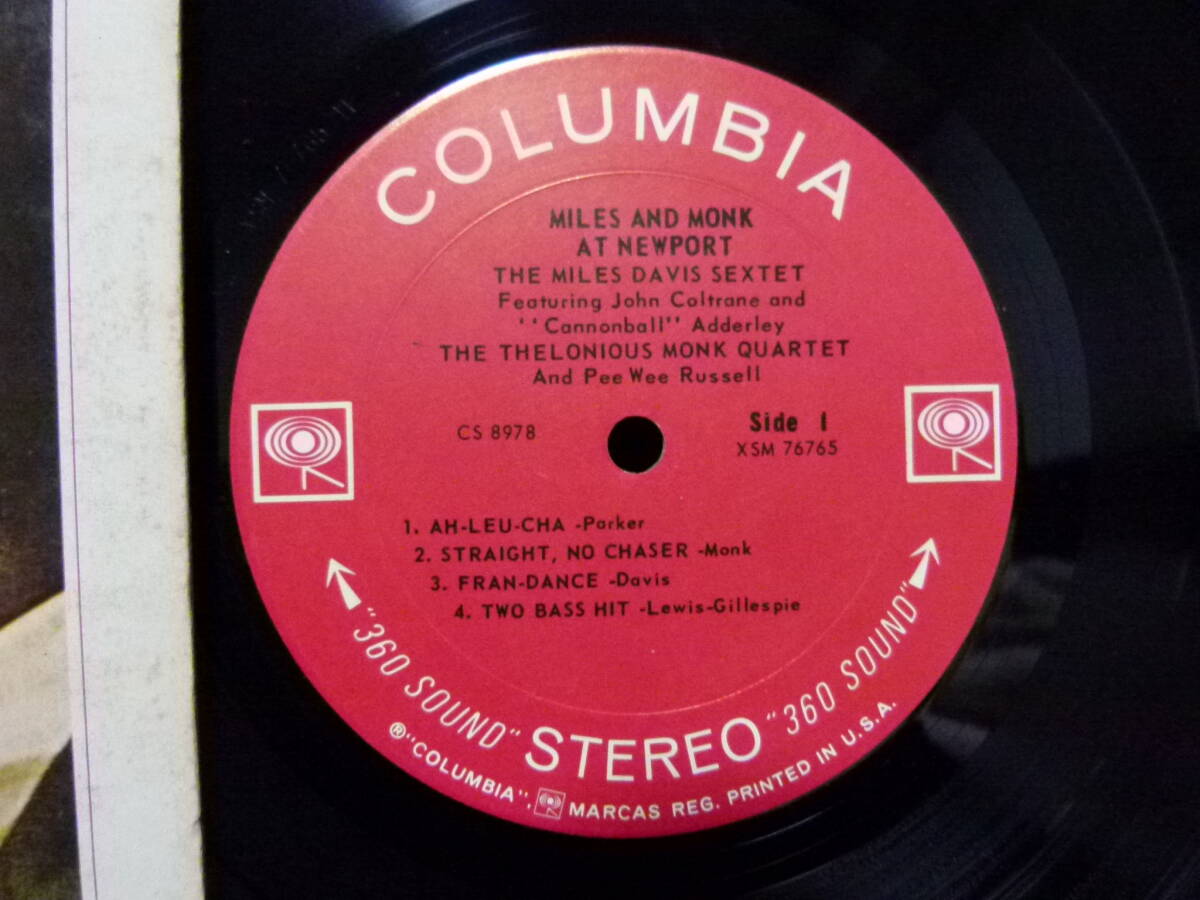 COLUMBIA
MILES AND MONK
AT NEWPORT
THE MILES DAVIS SEXTET
Featuring John Coltrane and
''Cannonball'' Adderley
THE THELONIOUS MONK QUARTET
And Pee Wee Russell
CS 8978
Side 1
XSM 76765
1. AH-LEU-CHA -Parker
2. STRAIGHT, NO CHASER -Monk
3. FRAN-DANCE -Davis
4. TWO BASS HIT -Lewis-Gillespie
"360 SOUND" STEREO "360 SOUND"
®"COLUMBIA", MARCAS REG. PRINTED IN U.S.A.